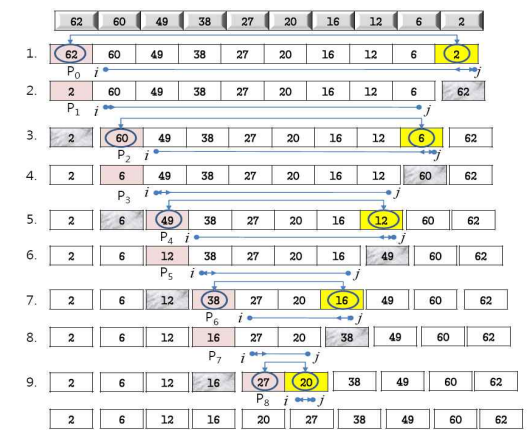 62 60 49 38 27 20 16 12 6 2
1. 62 60 49 38 27 20 16 12 6 2
P0 i j
2. 2 60 49 38 27 20 16 12 6 62
P1 i j
3. 2 60 49 38 27 20 16 12 6 62
P2 i j
4. 2 6 49 38 27 20 16 12 60 62
P3 i j
5. 2 6 49 38 27 20 16 12 60 62
P4 i j
6. 2 6 12 38 27 20 16 49 60 62
P5 i j
7. 2 6 12 38 27 20 16 49 60 62
P6 i j
8. 2 6 12 16 27 20 38 49 60 62
P7 i j
9. 2 6 12 16 27 20 38 49 60 62
P8 i j
2 6 12 16 20 27 38 49 60 62